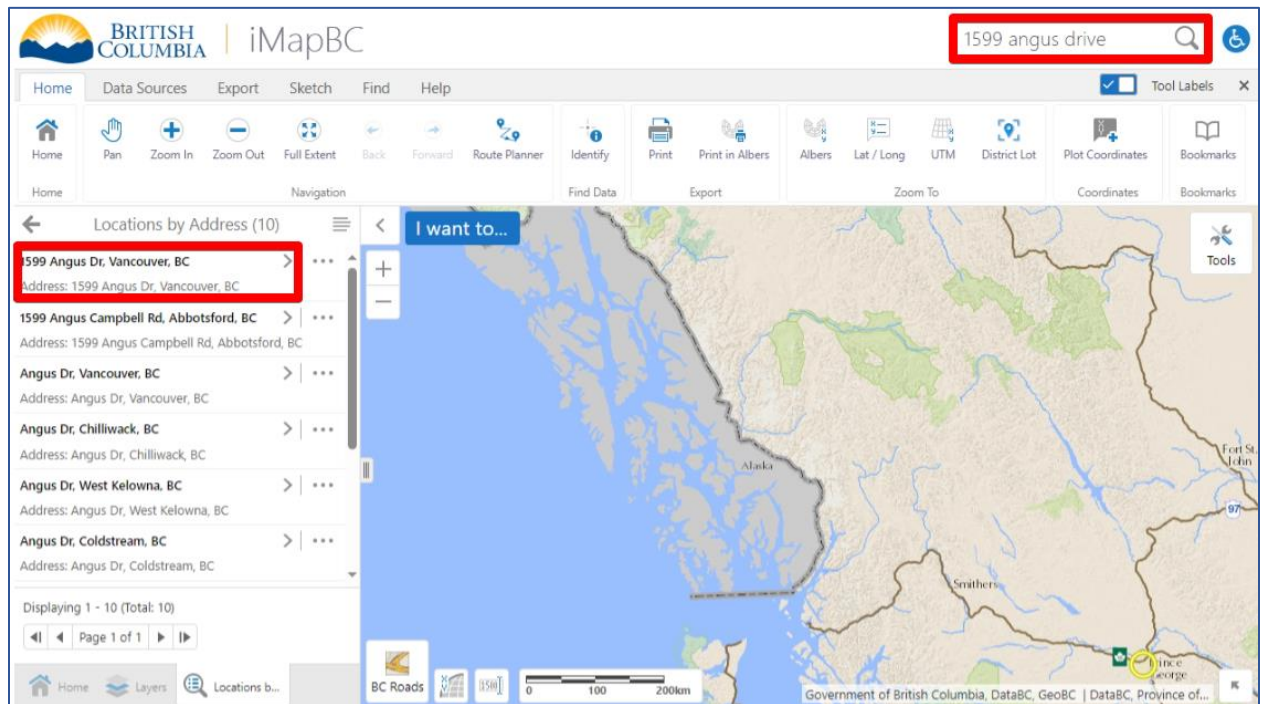 BRITISH
COLUMBIA
iMapBC
1599 angus drive
Home Data Sources Export Sketch Find Help
Tool Labels
Home Pan Zoom In Zoom Out Full Extent Back Forward Route Planner Identify Print Print in Albers Albers Lat / Long UTM District Lot Plot Coordinates Bookmarks
Home Navigation Find Data Export Zoom To Coordinates Bookmarks
Locations by Address (10)
I want to...
Tools
1599 Angus Dr, Vancouver, BC
Address: 1599 Angus Dr, Vancouver, BC
1599 Angus Campbell Rd, Abbotsford, BC
Address: 1599 Angus Campbell Rd, Abbotsford, BC
Angus Dr, Vancouver, BC
Address: Angus Dr, Vancouver, BC
Angus Dr, Chilliwack, BC
Address: Angus Dr, Chilliwack, BC
Angus Dr, West Kelowna, BC
Address: Angus Dr, West Kelowna, BC
Angus Dr, Coldstream, BC
Address: Angus Dr, Coldstream, BC
Displaying 1 - 10 (Total: 10)
Page 1 of 1
Home Layers Locations b...
Alaska
Fort St.
John
97
Smithers
Prince
George
BC Roads
1500
0 100 200km
Government of British Columbia, DataBC, GeoBC | DataBC, Province of...